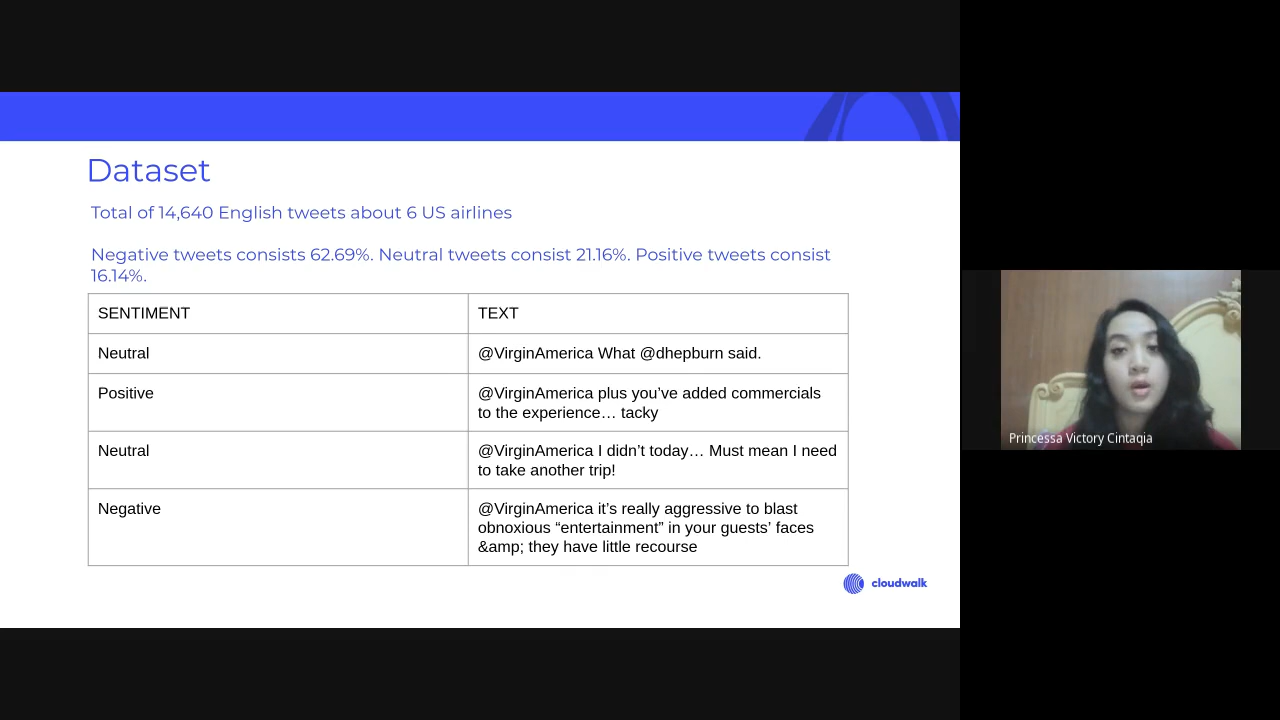 Dataset
Total of 14,640 English tweets about 6 US airlines
Negative tweets consists 62.69%. Neutral tweets consist 21.16%. Positive tweets consist
16.14%.
SENTIMENT
TEXT
Neutral
@VirginAmerica What @dhepburn said.
Positive
@VirginAmerica plus you’ve added commercials
to the experience… tacky
Neutral
@VirginAmerica I didn’t today… Must mean I need
to take another trip!
Negative
@VirginAmerica it’s really aggressive to blast
obnoxious “entertainment” in your guests’ faces
&amp; they have little recourse
cloudwalk
Princessa Victory Cintaqia